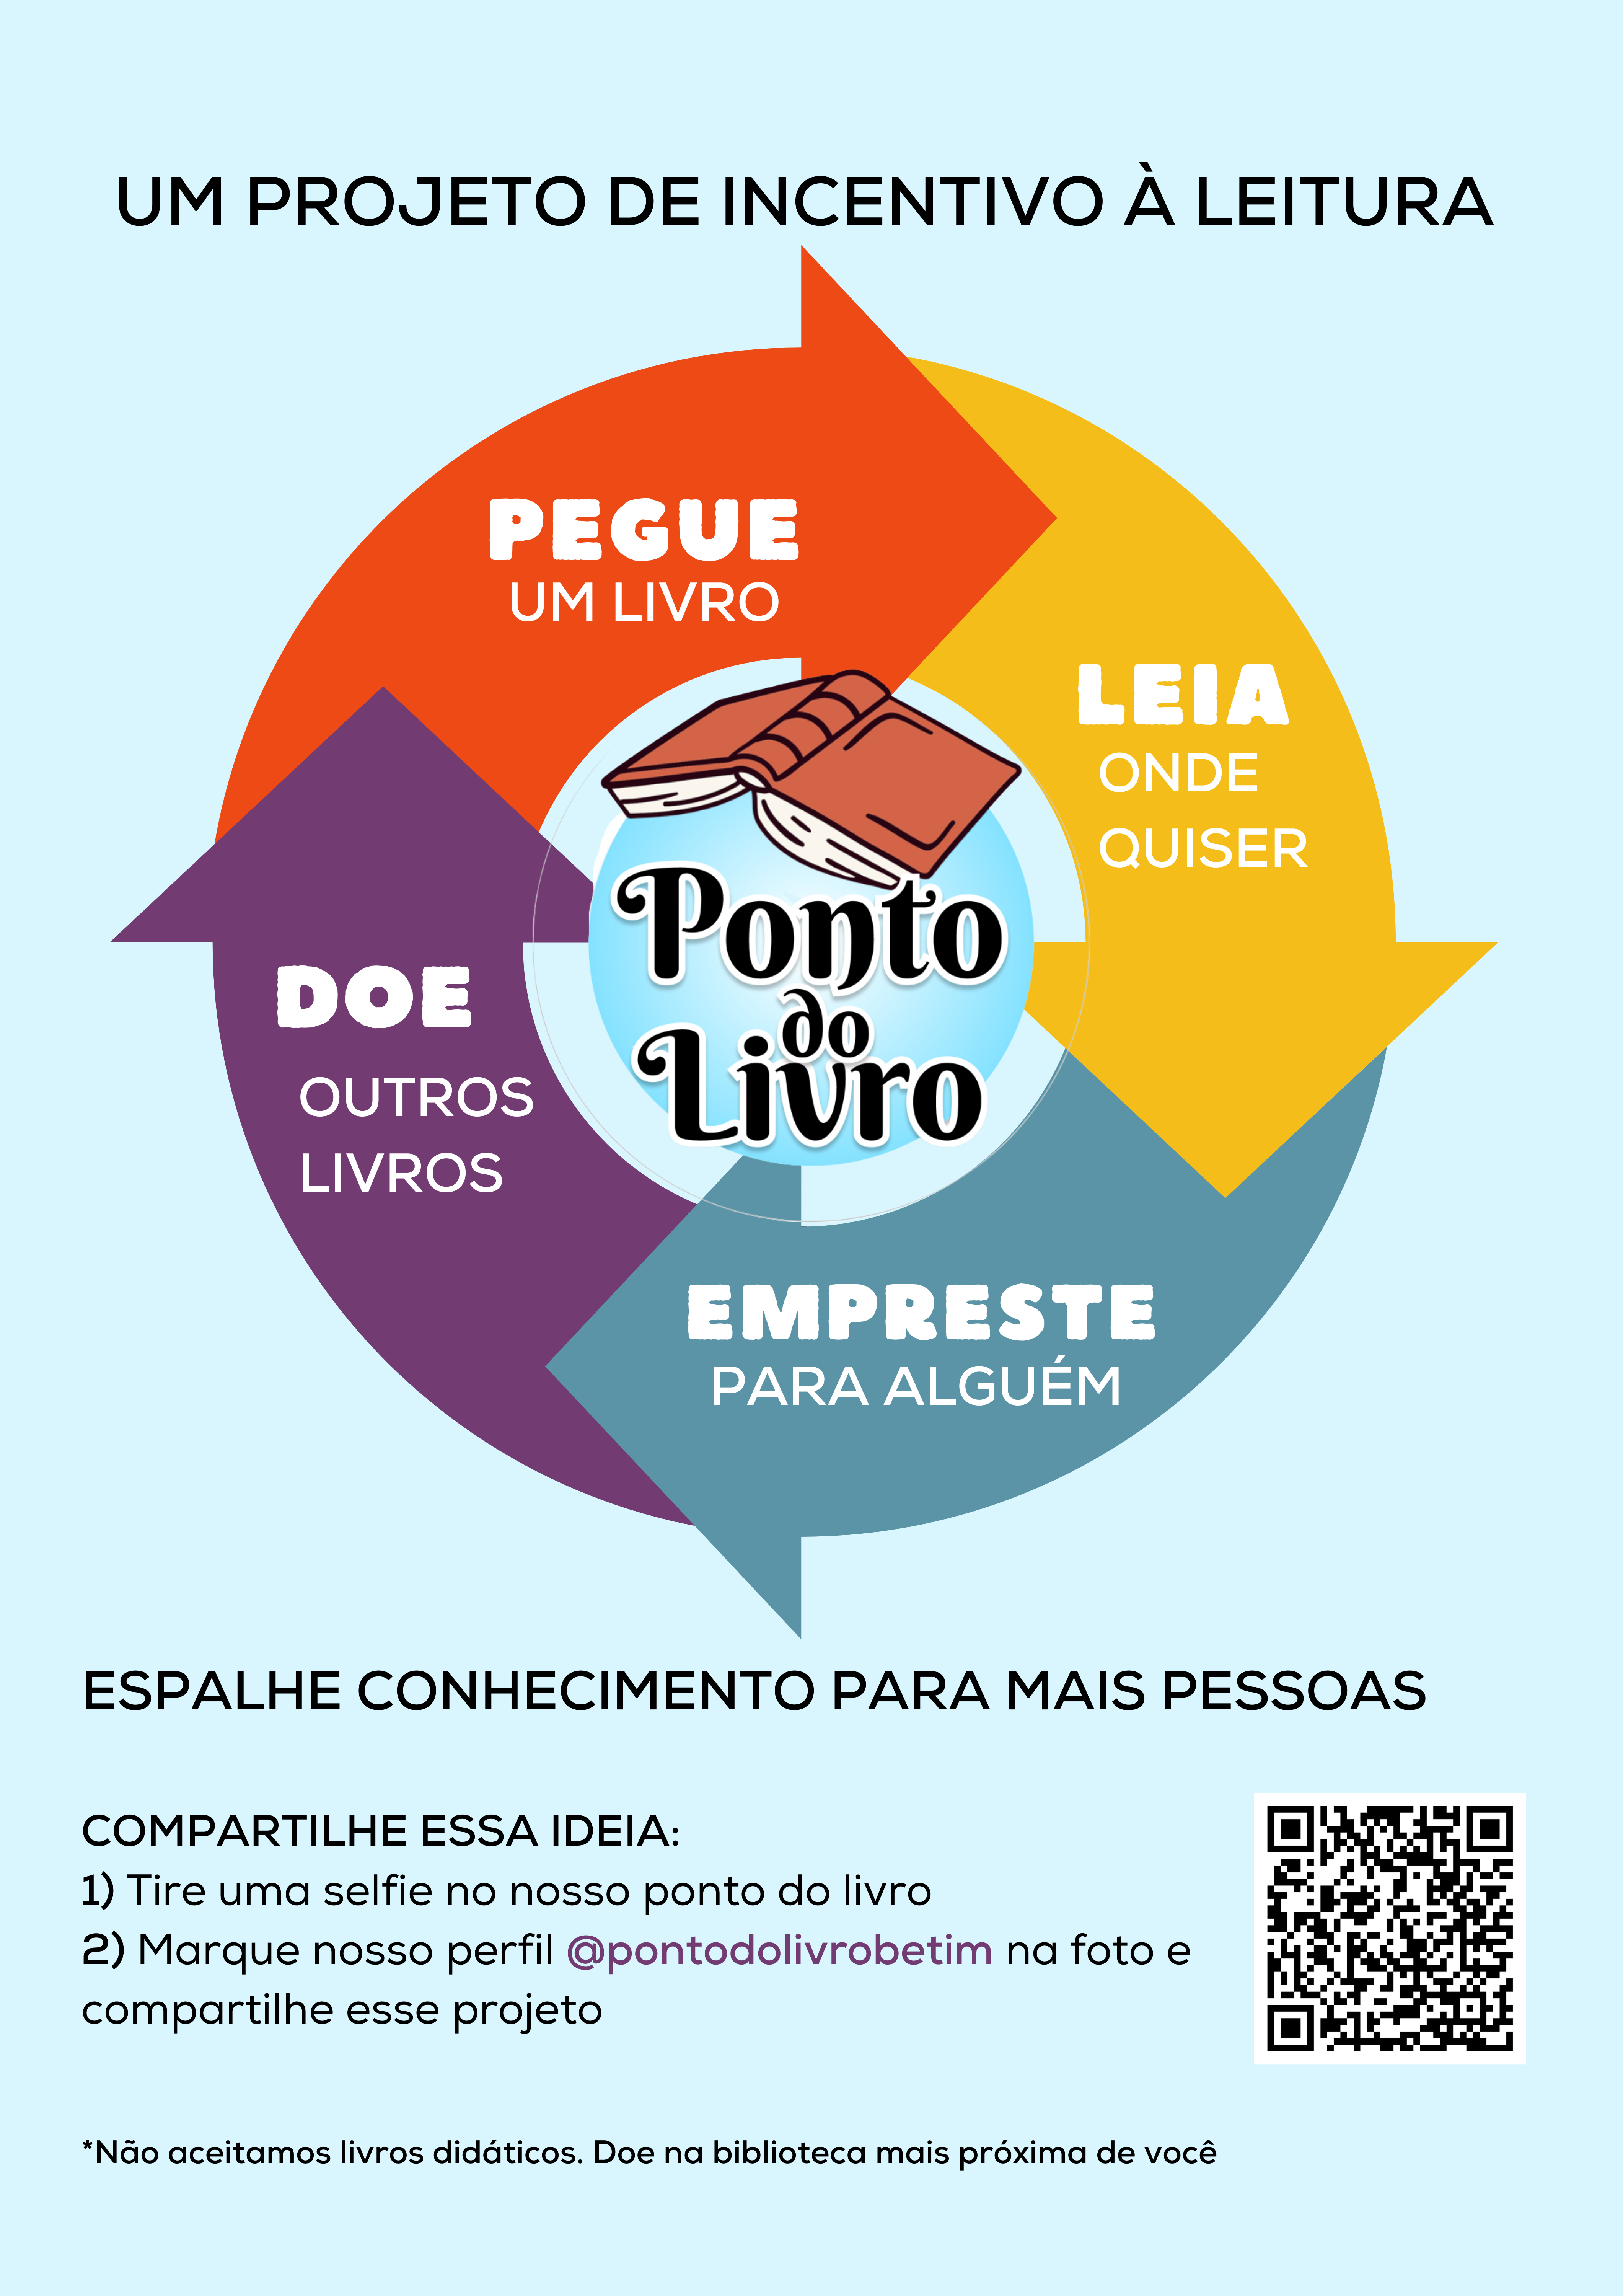 UM PROJETO DE INCENTIVO À LEITURA
PEGUE
UM LIVRO
LEIA
ONDE
QUISER
Ponto
do
Livro
DOE
OUTROS
LIVROS
EMPRESTE
PARA ALGUÉM
ESPALHE CONHECIMENTO PARA MAIS PESSOAS
COMPARTILHE ESSA IDEIA:
1) Tire uma selfie no nosso ponto do livro
2) Marque nosso perfil @pontodolivrobetim na foto e
compartilhe esse projeto
*Não aceitamos livros didáticos. Doe na biblioteca mais próxima de você